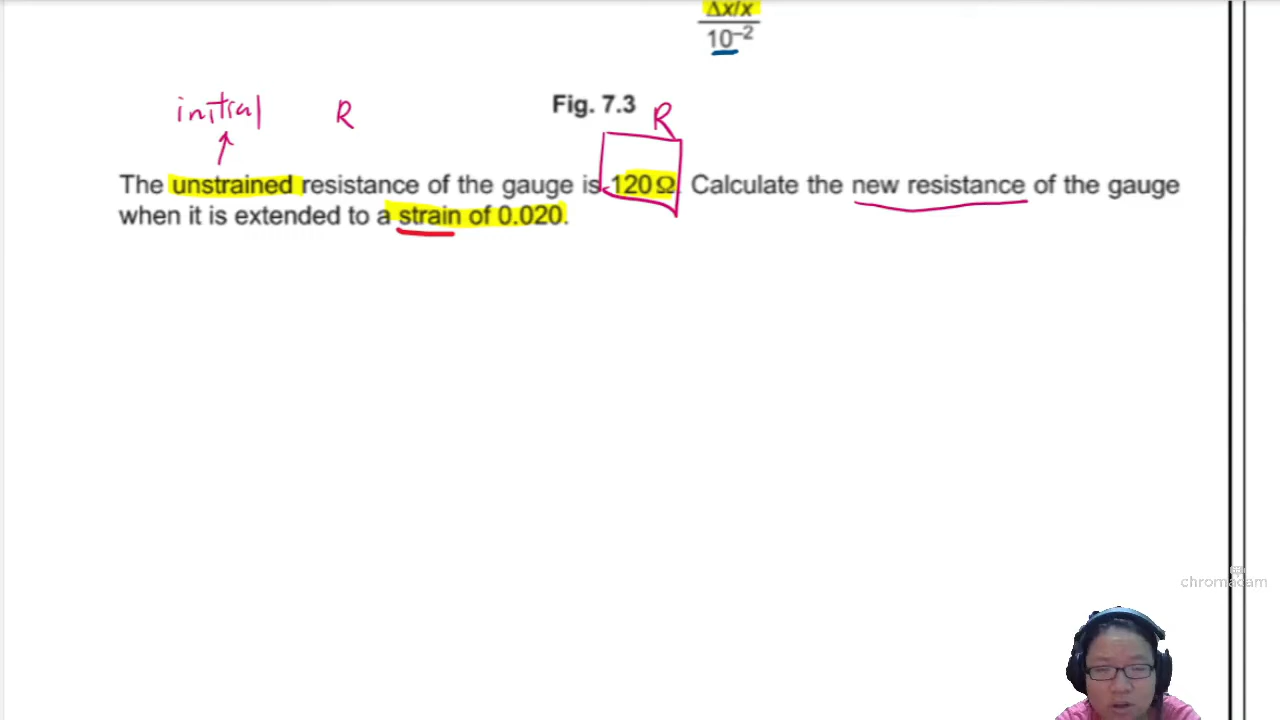 Δx/x
10⁻²
initial R
Fig. 7.3
R
The unstrained resistance of the gauge is 120 Ω. Calculate the new resistance of the gauge
when it is extended to a strain of 0.020.
chromacam